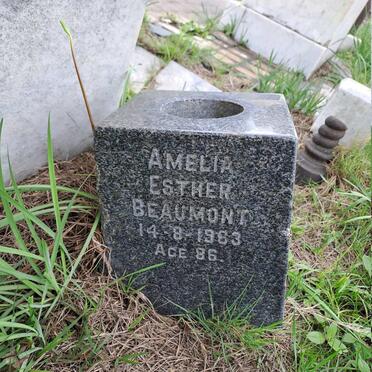 AMELIA
ESTHER
BEAUMONT
14-8-1963
AGE 86.